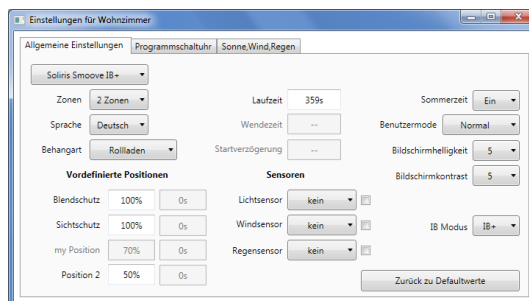 Einstellungen für Wohnzimmer
Allgemeine Einstellungen Programmschaltuhr Sonne,Wind,Regen
Soliris Smoove IB+
Zonen 2 Zonen Laufzeit 359s Sommerzeit Ein
Sprache Deutsch Wendezeit -- Benutzermode Normal
Behangart Rollladen Startverzögerung -- Bildschirmhelligkeit 5
Vordefinierte Positionen Sensoren Bildschirmkontrast 5
Blendschutz 100% 0s Lichtsensor kein
Sichtschutz 100% 0s Windsensor kein IB Modus IB+
my Position 70% 0s Regensensor kein
Position 2 50% 0s Zurück zu Defaultwerte